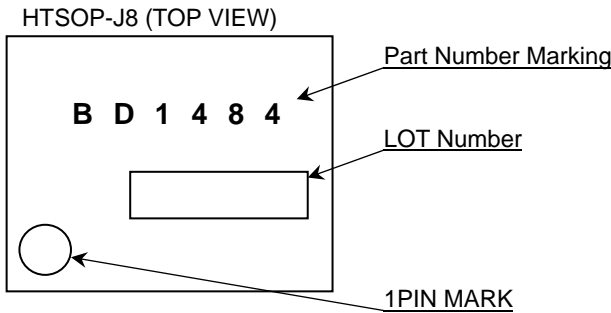 HTSOP-J8 (TOP VIEW)
Part Number Marking
B D 1 4 8 4
LOT Number
1PIN MARK